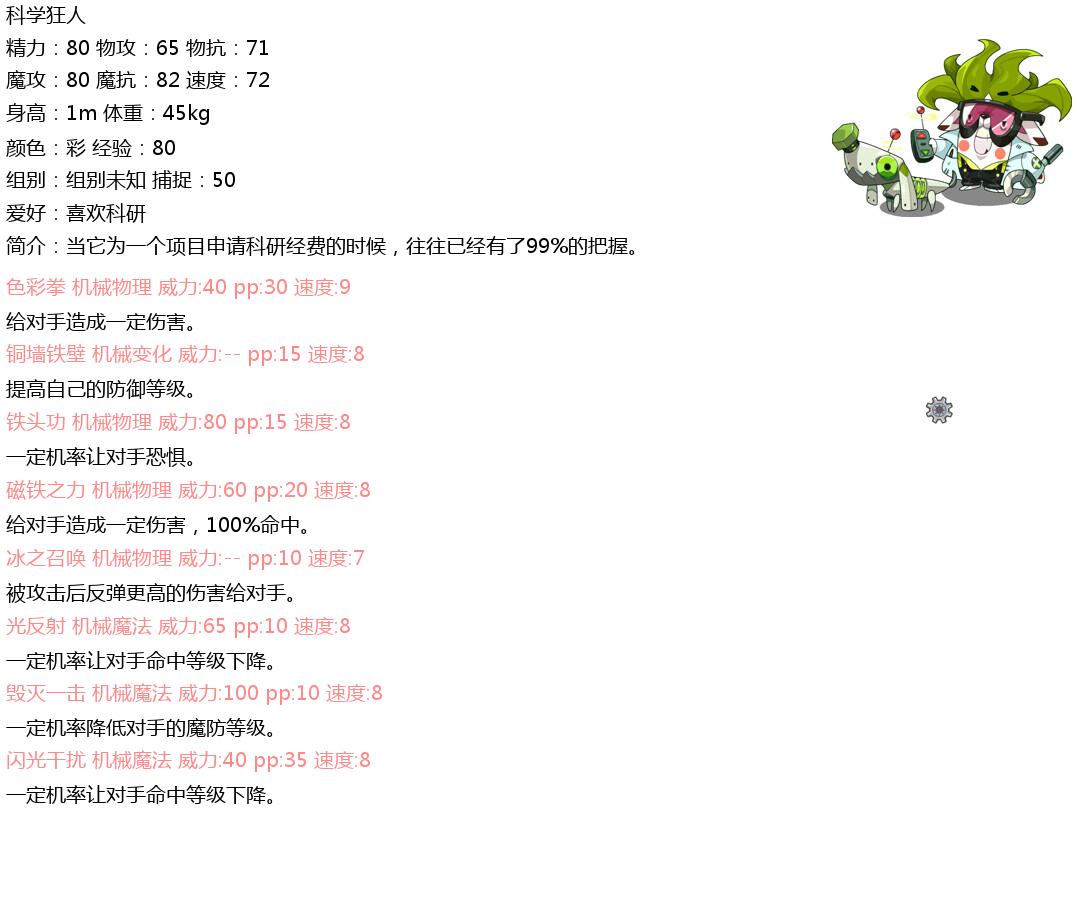 科学狂人
精力：80 物攻：65 物抗：71
魔攻：80 魔抗：82 速度：72
身高：1m 体重：45kg
颜色：彩 经验：80
组别：组别未知 捕捉：50
爱好：喜欢科研
简介：当它为一个项目申请科研经费的时候，往往已经有了99%的把握。
色彩拳 机械物理 威力:40 pp:30 速度:9
给对手造成一定伤害。
铜墙铁壁 机械变化 威力:-- pp:15 速度:8
提高自己的防御等级。
铁头功 机械物理 威力:80 pp:15 速度:8
一定机率让对手恐惧。
磁铁之力 机械物理 威力:60 pp:20 速度:8
给对手造成一定伤害，100%命中。
冰之召唤 机械物理 威力:-- pp:10 速度:7
被攻击后反弹更高的伤害给对手。
光反射 机械魔法 威力:65 pp:10 速度:8
一定机率让对手命中等级下降。
毁灭一击 机械魔法 威力:100 pp:10 速度:8
一定机率降低对手的魔防等级。
闪光干扰 机械魔法 威力:40 pp:35 速度:8
一定机率让对手命中等级下降。